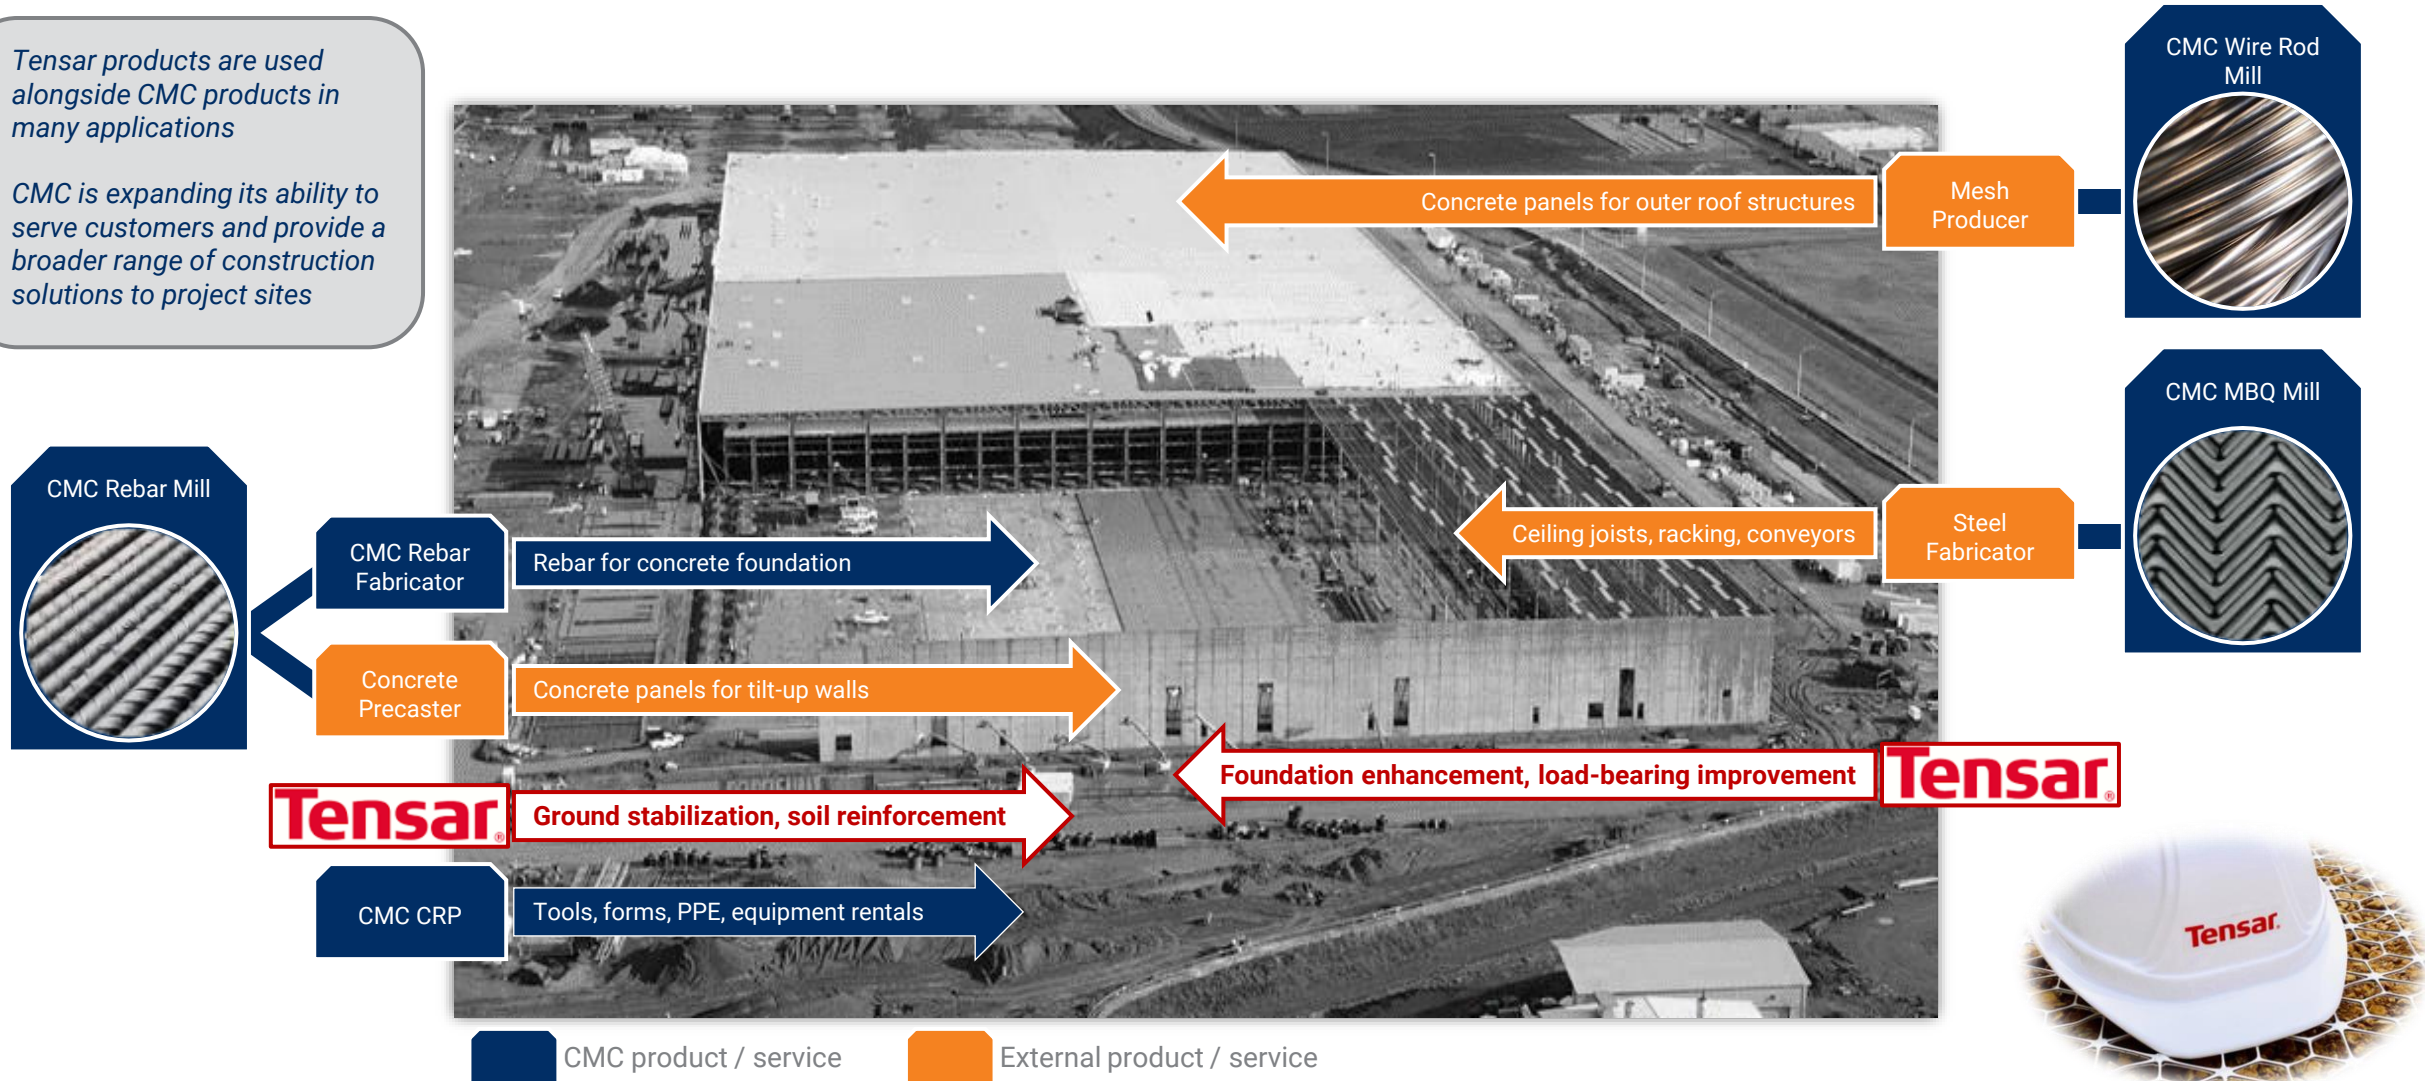 Tensar products are used
alongside CMC products in
many applications
CMC is expanding its ability to
serve customers and provide a
broader range of construction
solutions to project sites
CMC Wire Rod
Mill
Concrete panels for outer roof structures
Mesh
Producer
CMC MBQ Mill
Ceiling joists, racking, conveyors
Steel
Fabricator
CMC Rebar Mill
CMC Rebar
Fabricator
Rebar for concrete foundation
Concrete
Precaster
Concrete panels for tilt-up walls
Foundation enhancement, load-bearing improvement
Tensar®
Tensar®
Ground stabilization, soil reinforcement
CMC CRP
Tools, forms, PPE, equipment rentals
Tensar.
CMC product / service
External product / service